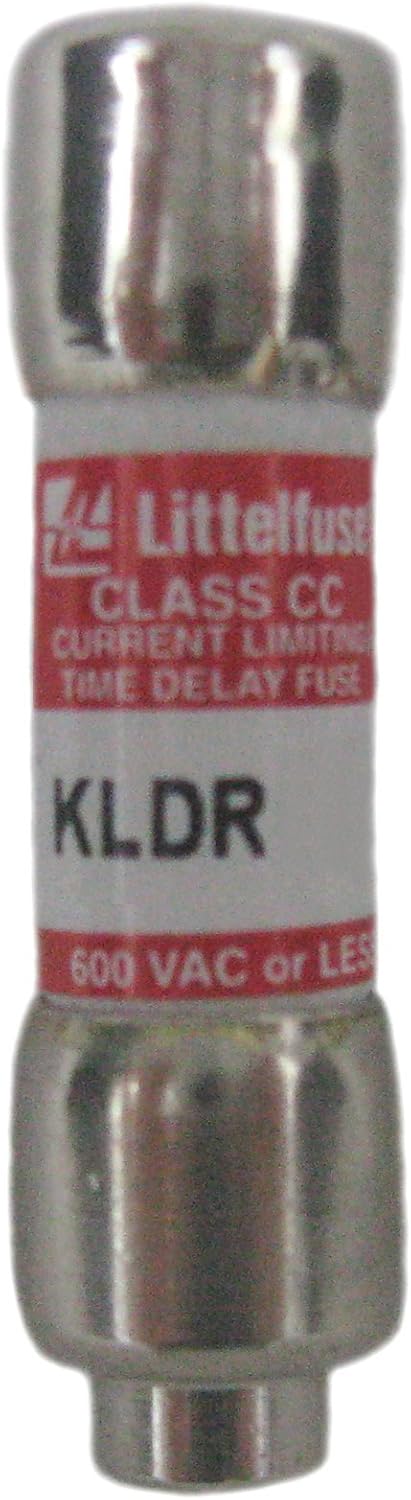 Littelfuse
CLASS CC
CURRENT LIMITING
TIME DELAY FUSE
KLDR
600 VAC or LESS